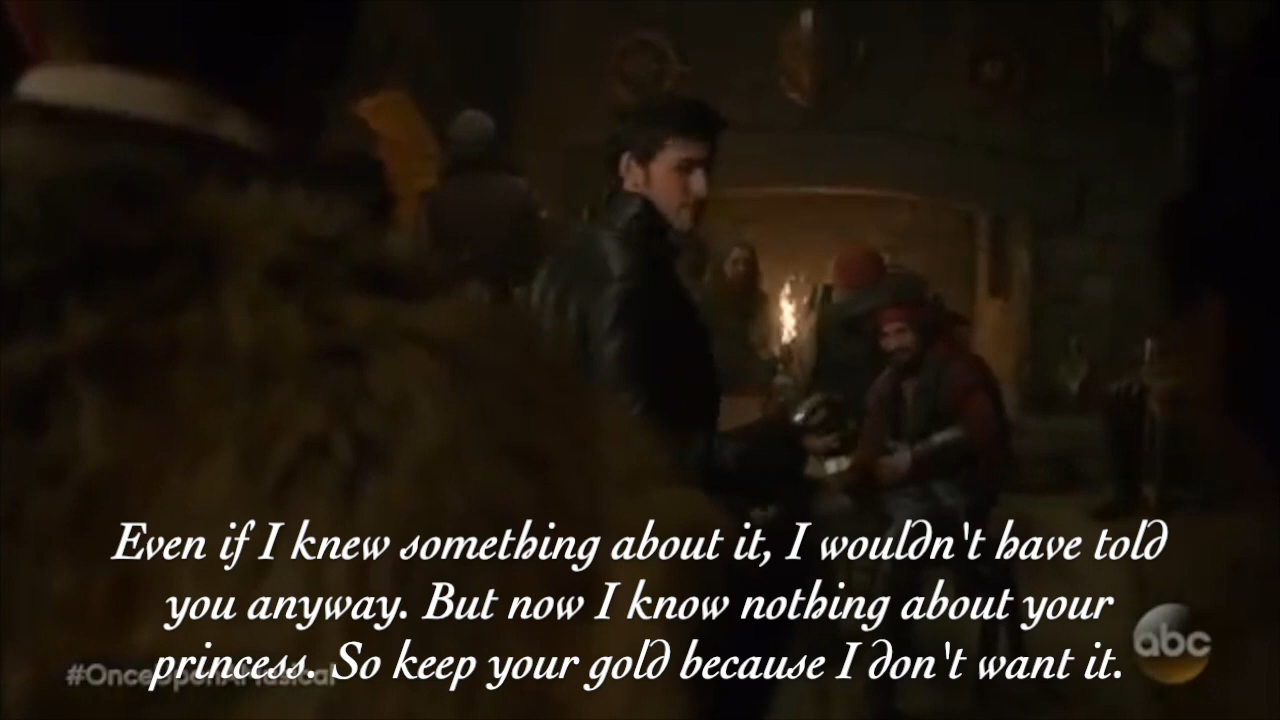 Even if I knew something about it, I wouldn't have told
you anyway. But now I know nothing about your
princess. So keep your gold because I don't want it.
#OnceUponAMusical
abc